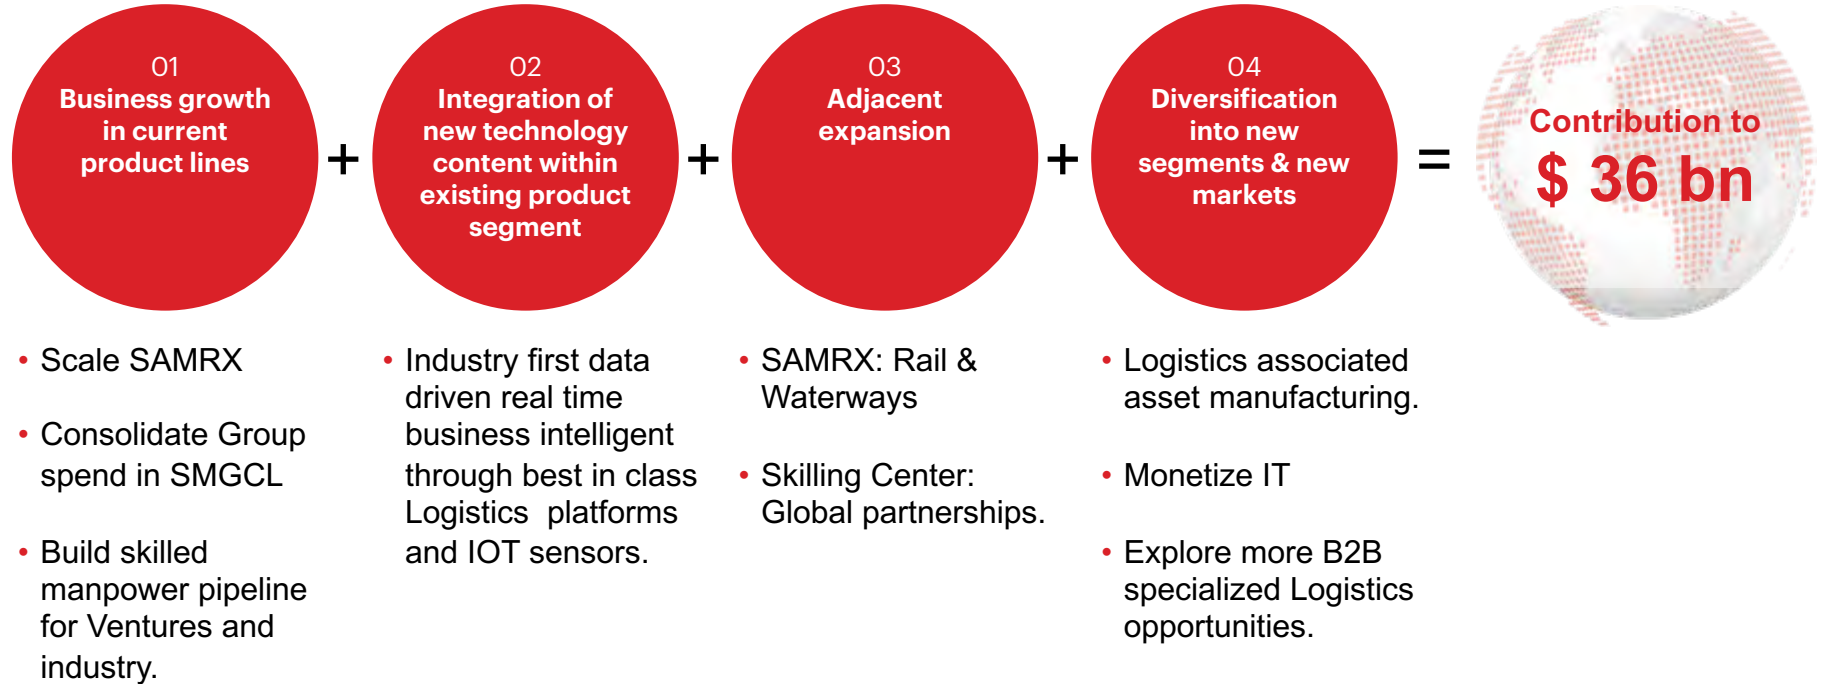 01
Business growth
in current
product lines
+
02
Integration of
new technology
content within
existing product
segment
+
03
Adjacent
expansion
+
04
Diversification
into new
segments & new
markets
=
Contribution to
$ 36 bn
• Scale SAMRX
• Consolidate Group
spend in SMGCL
• Build skilled
manpower pipeline
for Ventures and
industry.
• Industry first data
driven real time
business intelligent
through best in class
Logistics platforms
and IOT sensors.
• SAMRX: Rail &
Waterways
• Skilling Center:
Global partnerships.
• Logistics associated
asset manufacturing.
• Monetize IT
• Explore more B2B
specialized Logistics
opportunities.